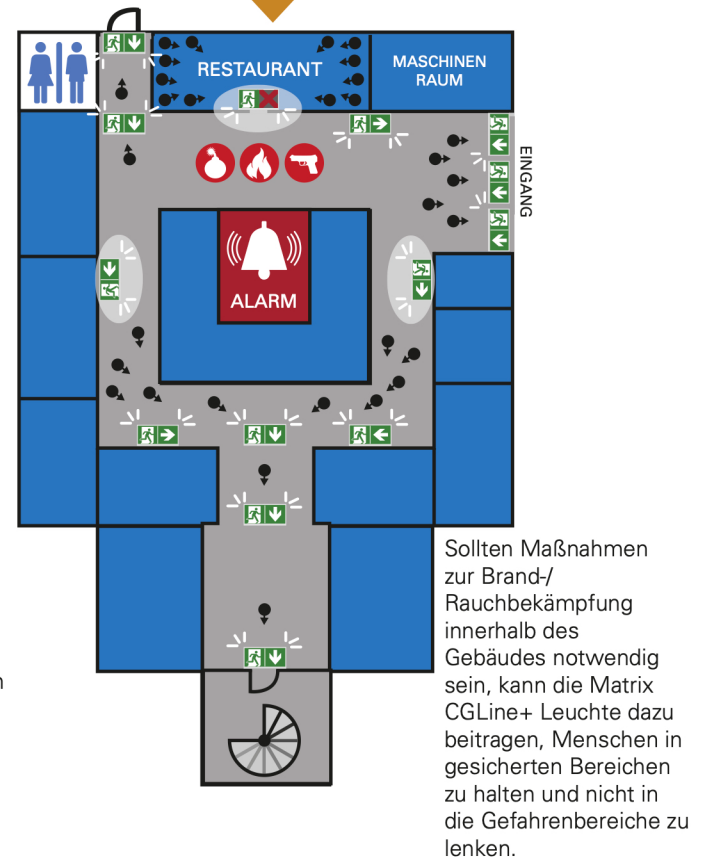 RESTAURANT
MASCHINEN
RAUM
EINGANG
ALARM
Sollten Maßnahmen
zur Brand-/
Rauchbekämpfung
innerhalb des
Gebäudes notwendig
sein, kann die Matrix
CGLine+ Leuchte dazu
beitragen, Menschen in
gesicherten Bereichen
zu halten und nicht in
die Gefahrenbereiche zu
lenken.
n